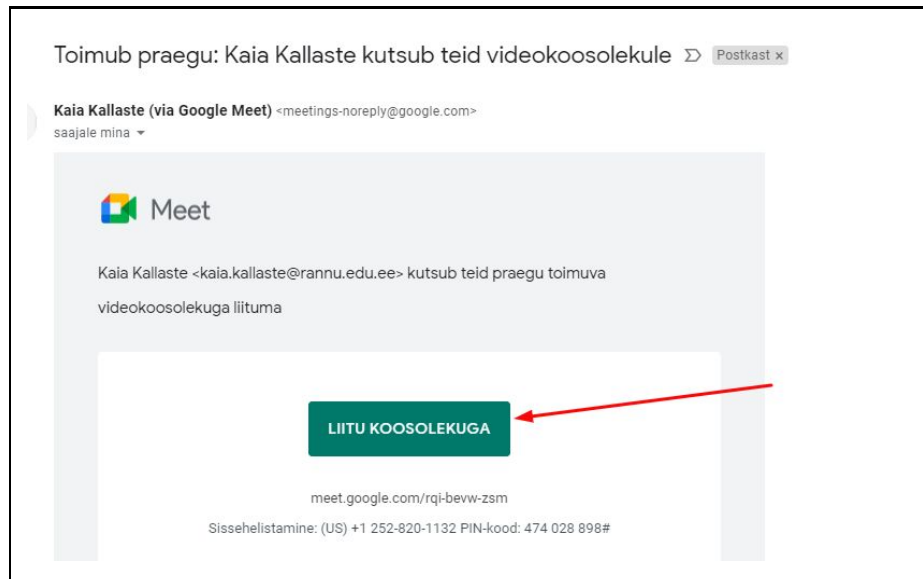 Toimub praegu: Kaia Kallaste kutsub teid videokoosolekule Postkast x
Kaia Kallaste (via Google Meet) <meetings-noreply@google.com>
saajale mina
Meet
Kaia Kallaste <kaia.kallaste@rannu.edu.ee> kutsub teid praegu toimuva
videokoosolekuga liituma
LIITU KOOSOLEKUGA
meet.google.com/rqi-bevw-zsm
Sissehelistamine: (US) +1 252-820-1132 PIN-kood: 474 028 898#